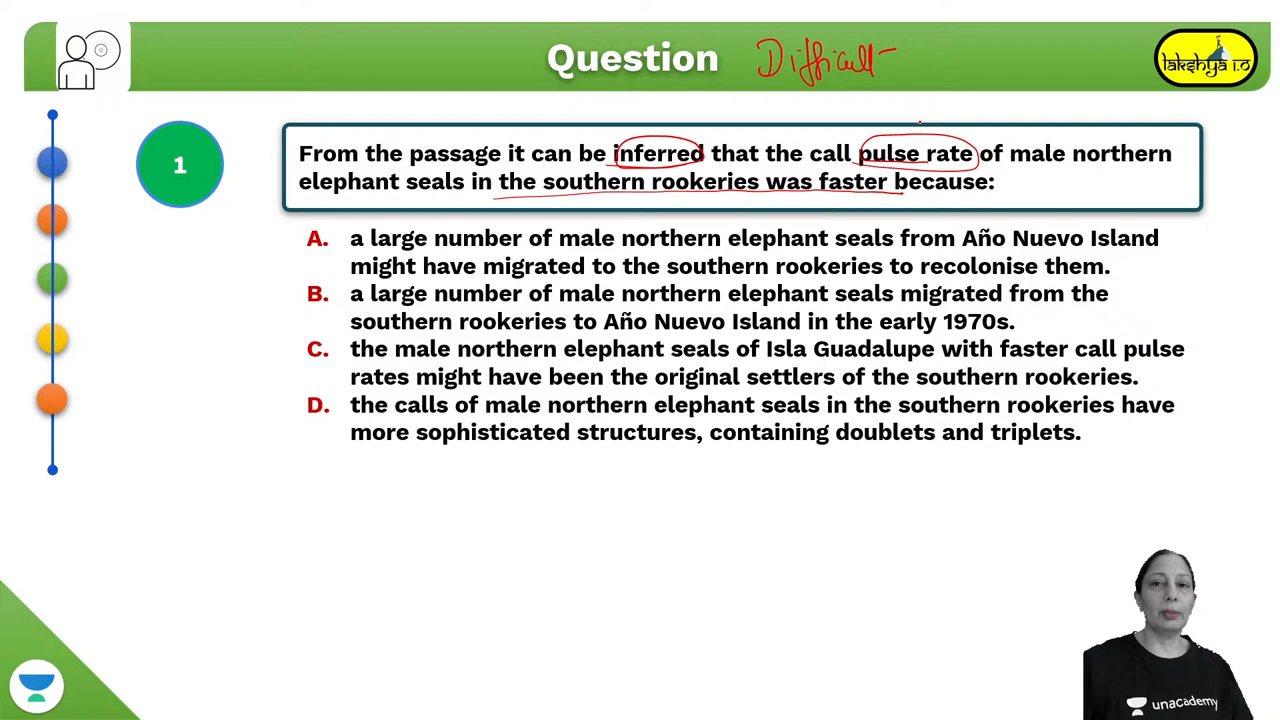 Question Difficult
lakshya i.o
1
From the passage it can be inferred that the call pulse rate of male northern
elephant seals in the southern rookeries was faster because:
A. a large number of male northern elephant seals from Año Nuevo Island
might have migrated to the southern rookeries to recolonise them.
B. a large number of male northern elephant seals migrated from the
southern rookeries to Año Nuevo Island in the early 1970s.
C. the male northern elephant seals of Isla Guadalupe with faster call pulse
rates might have been the original settlers of the southern rookeries.
D. the calls of male northern elephant seals in the southern rookeries have
more sophisticated structures, containing doublets and triplets.
unacademy